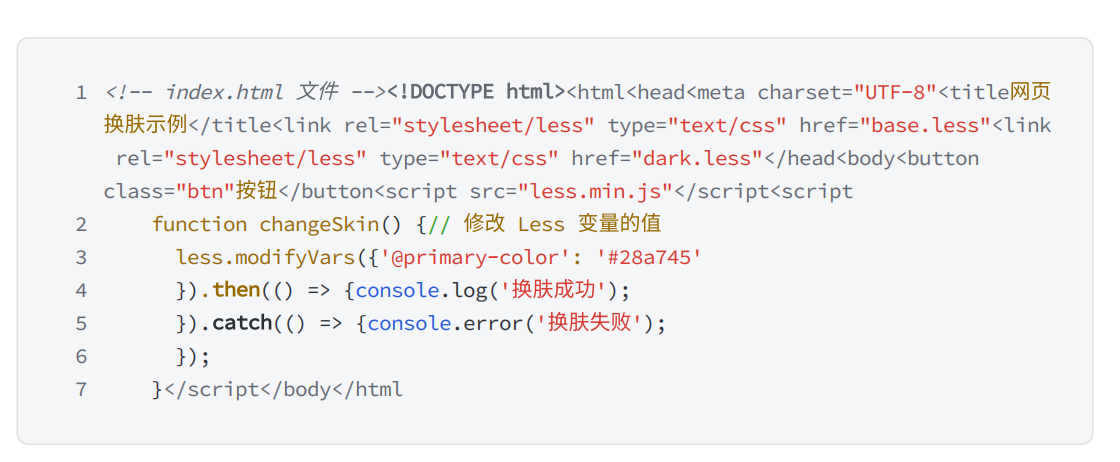 1 <!-- index.html 文件 --><!DOCTYPE html><html<head<meta charset="UTF-8"<title网页
换肤示例</title<link rel="stylesheet/less" type="text/css" href="base.less"<link
rel="stylesheet/less" type="text/css" href="dark.less"</head<body<button
class="btn"按钮</button<script src="less.min.js"</script<script
2 function changeSkin() {// 修改 Less 变量的值
3 less.modifyVars({'@primary-color': '#28a745'
4 }).then(() => {console.log('换肤成功');
5 }).catch(() => {console.error('换肤失败');
6 });
7 }</script</body</html